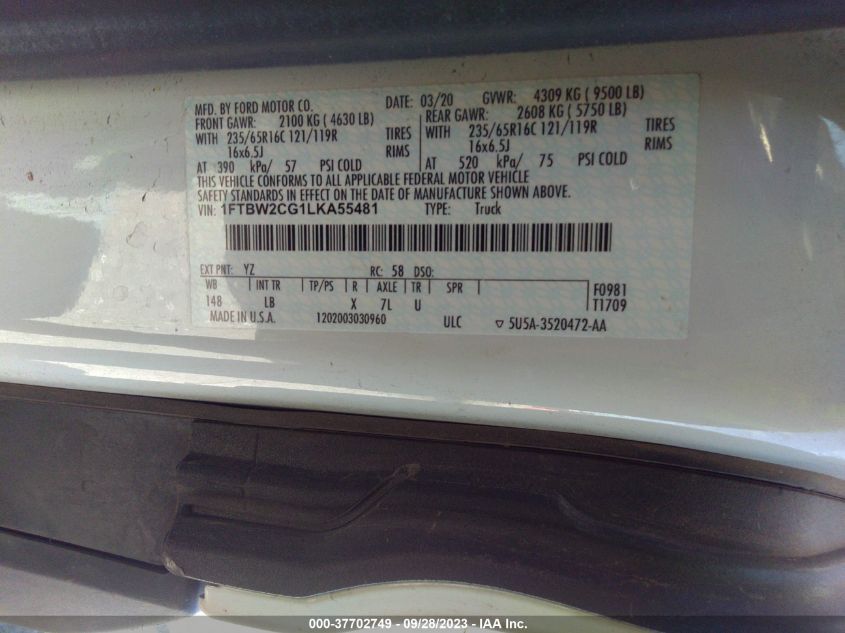 MFD. BY FORD MOTOR CO. DATE: 03/20 GVWR: 4309 KG ( 9500 LB)
FRONT GAWR: 2100 KG ( 4630 LB) REAR GAWR: 2608 KG ( 5750 LB)
WITH 235/65R16C 121/119R TIRES WITH 235/65R16C 121/119R TIRES
16x6.5J RIMS 16x6.5J RIMS
AT 390 kPa/ 57 PSI COLD AT 520 kPa/ 75 PSI COLD
THIS VEHICLE CONFORMS TO ALL APPLICABLE FEDERAL MOTOR VEHICLE
SAFETY STANDARDS IN EFFECT ON THE DATE OF MANUFACTURE SHOWN ABOVE.
VIN: 1FTBW2CG1LKA55481 TYPE: Truck
EXT PNT: YZ RC: 58 DSO:
WB INT TR TP/PS R AXLE TR SPR F0981
148 LB X 7L U T1709
MADE IN U.S.A. 1202003030960 ULC ▽ 5U5A-3520472-AA
000-37702749 - 09/28/2023 - IAA Inc.